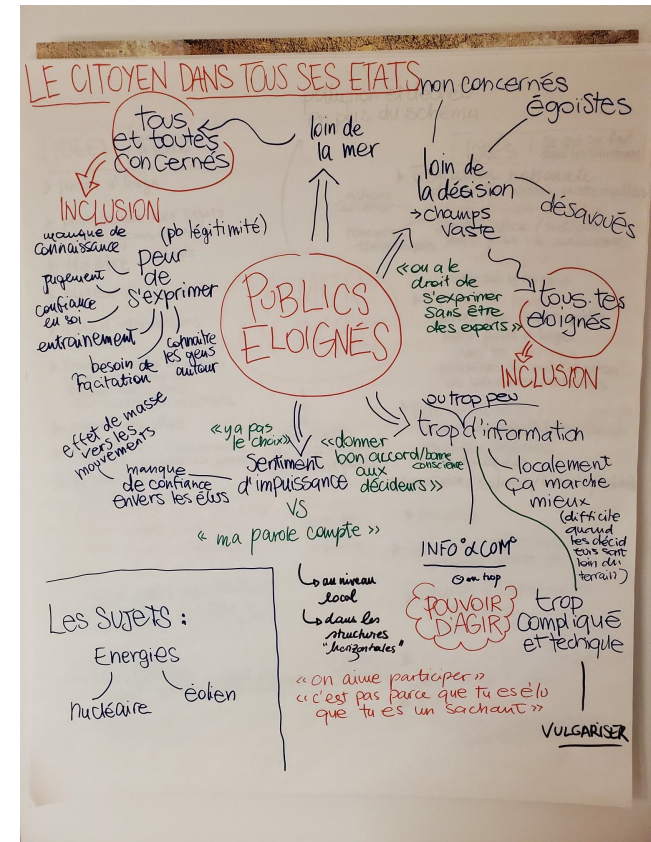 LE CITOYEN DANS TOUS SES ETATS
non concernés
égoïstes
désavoués
tous
et toutes
concernés
loin de
la mer
loin de
la décision
→ champs
vaste
INCLUSION
manque de
connaissance
(pb légitimité)
peur
de
s'exprimer
jugement
confiance
en soi
entrainement
besoin de
facitation
connaître
les gens
autour
PUBLICS
ELOIGNÉS
«on a le
droit de
s'exprimer
sans être
des experts»
tous.tes
eloignés
INCLUSION
effet de masse
vers les
mouvements
manque
de confiance
envers les élus
«ya pas
le choix»
Sentiment
d'impuissance
VS
« ma parole compte »
«donner
bon accord/bonne
conscience
aux
décideurs»
ou trop peu
trop d'information
localement
ça marche
mieux
(difficile
quand
les décid
eurs sont
loin du
terrain)
INFO° & COM°
POUVOIR
D'AGIR
trop
compliqué
et technique
VULGARISER
↳ au niveau
local
↳ dans les
structures
"horizontales"
«on aime participer»
«c'est pas parce que tu es élu
que tu es un sachant»
Les SUJETS :
Energies
nucléaire
éolien